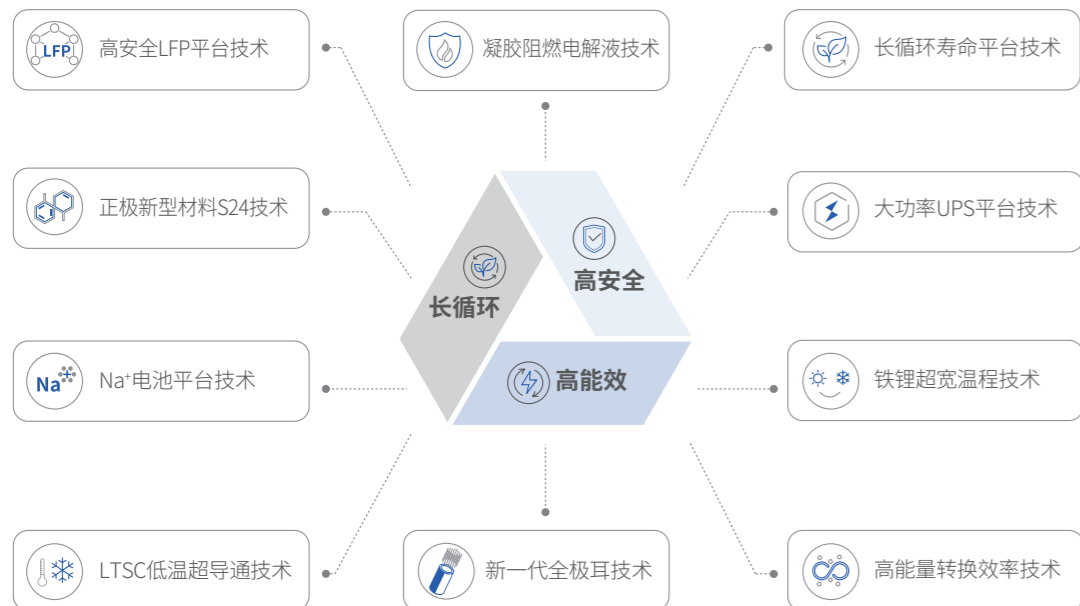 LFP
高安全LFP平台技术
凝胶阻燃电解液技术
长循环寿命平台技术
正极新型材料S24技术
大功率UPS平台技术
高安全
长循环
高能效
Na+
Na⁺电池平台技术
铁锂超宽温程技术
LTSC低温超导通技术
新一代全极耳技术
高能量转换效率技术